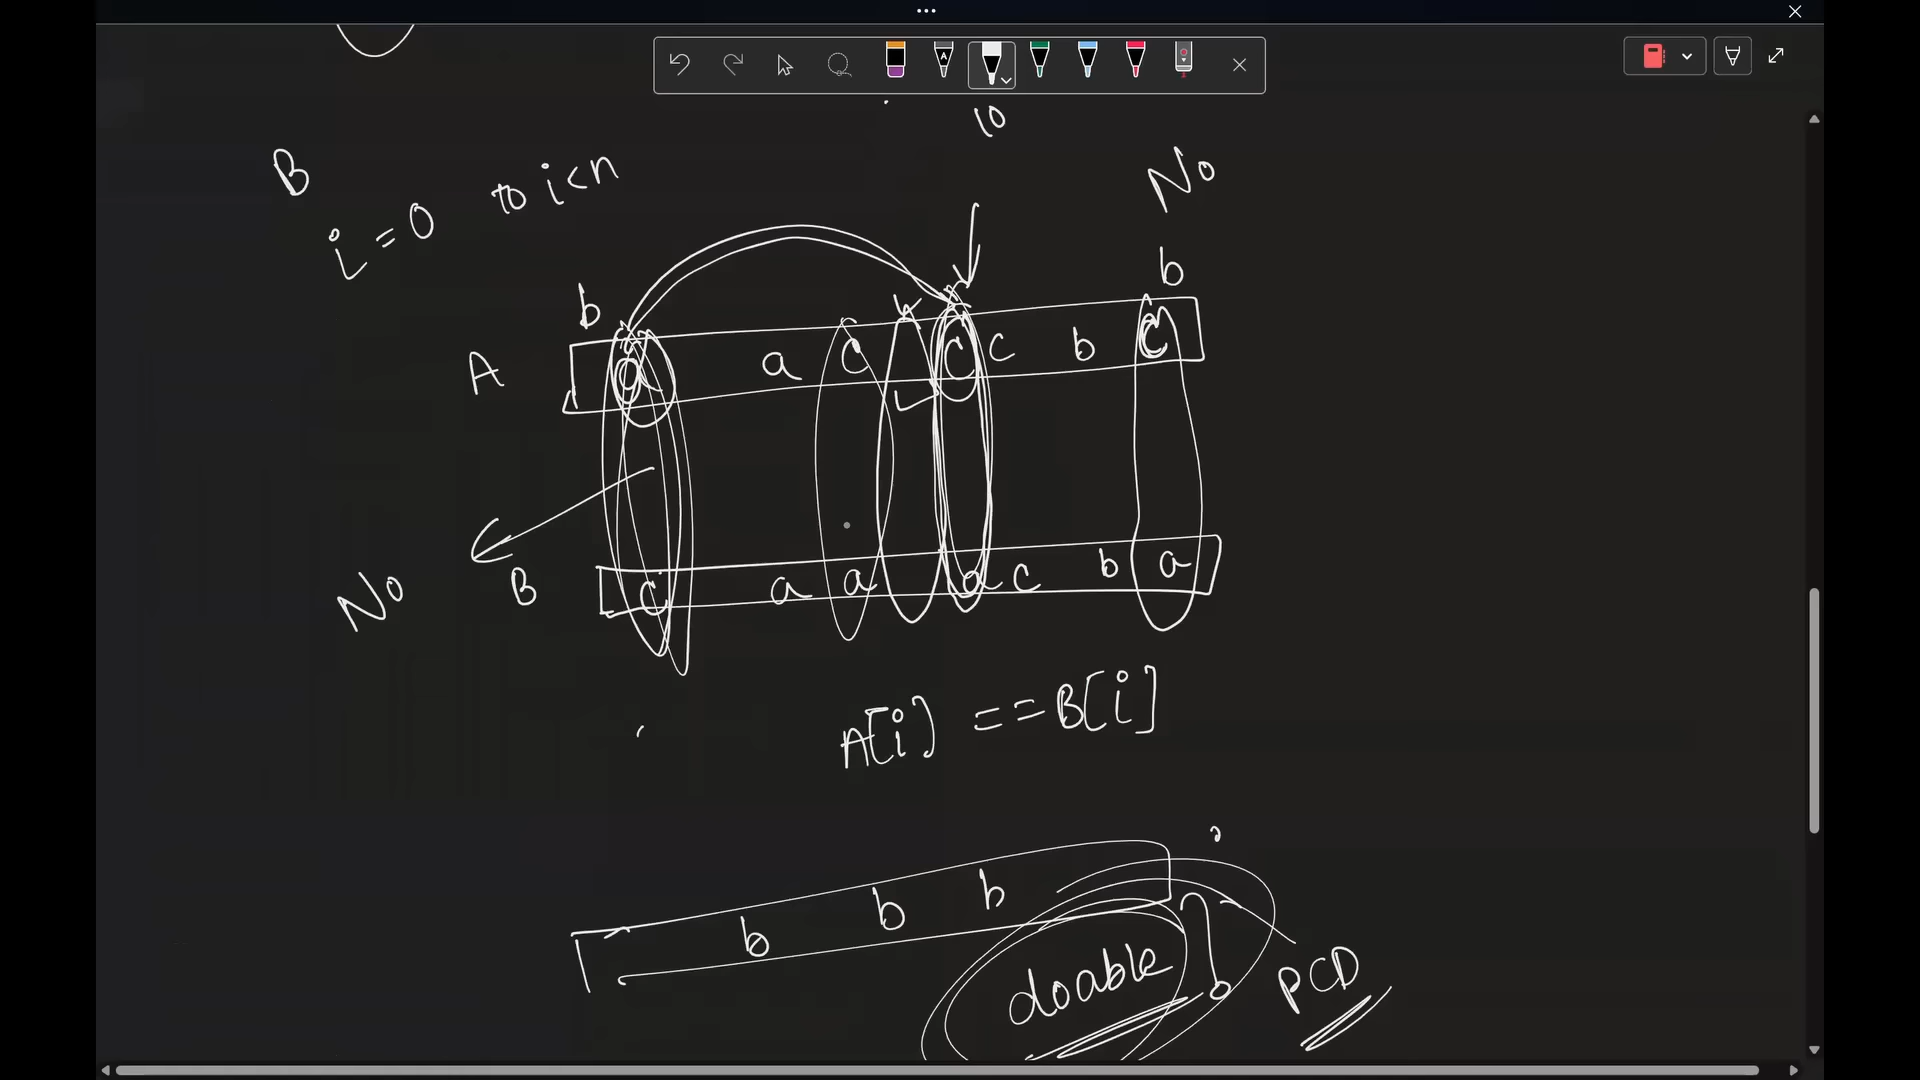 10
B
i = 0 to i<n
No
b
b
A
a
a c c c b c
B
c a a a c b a
No
A[i] == B[i]
b b b
?
doable
PCD